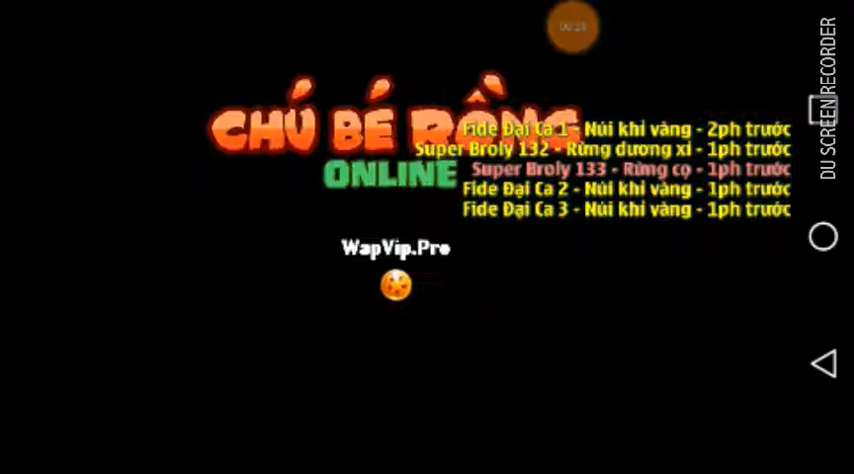 CHÚ BÉ RỒNG
ONLINE
Fide Đại Ca 1 - Núi khỉ vàng - 2ph trước
Super Broly 132 - Rừng dương xỉ - 1ph trước
Super Broly 133 - Rừng cọ - 1ph trước
Fide Đại Ca 2 - Núi khỉ vàng - 1ph trước
Fide Đại Ca 3 - Núi khỉ vàng - 1ph trước
WapVip.Pro
DU SCREEN RECORDER